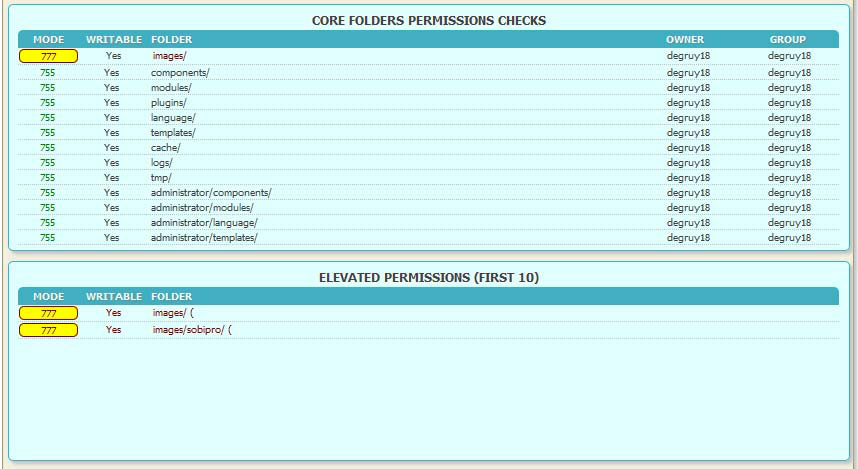 CORE FOLDERS PERMISSIONS CHECKS
MODE WRITABLE FOLDER OWNER GROUP
777 Yes images/ degruy18 degruy18
755 Yes components/ degruy18 degruy18
755 Yes modules/ degruy18 degruy18
755 Yes plugins/ degruy18 degruy18
755 Yes language/ degruy18 degruy18
755 Yes templates/ degruy18 degruy18
755 Yes cache/ degruy18 degruy18
755 Yes logs/ degruy18 degruy18
755 Yes tmp/ degruy18 degruy18
755 Yes administrator/components/ degruy18 degruy18
755 Yes administrator/modules/ degruy18 degruy18
755 Yes administrator/language/ degruy18 degruy18
755 Yes administrator/templates/ degruy18 degruy18
ELEVATED PERMISSIONS (FIRST 10)
MODE WRITABLE FOLDER
777 Yes images/ (
777 Yes images/sobipro/ (